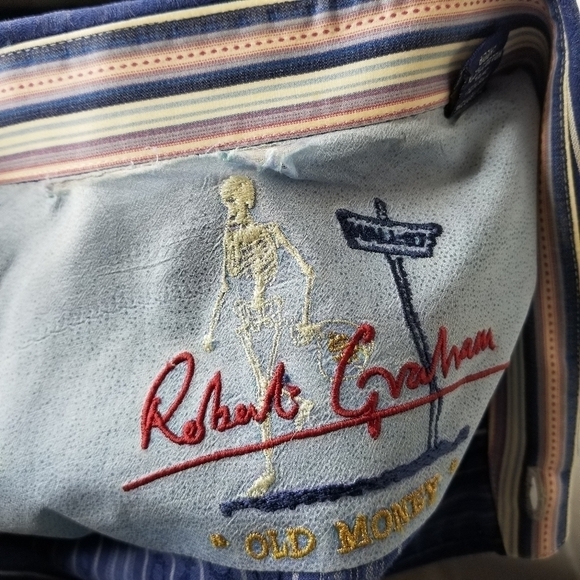 WALL-ST
Robert Graham
"OLD MONEY"